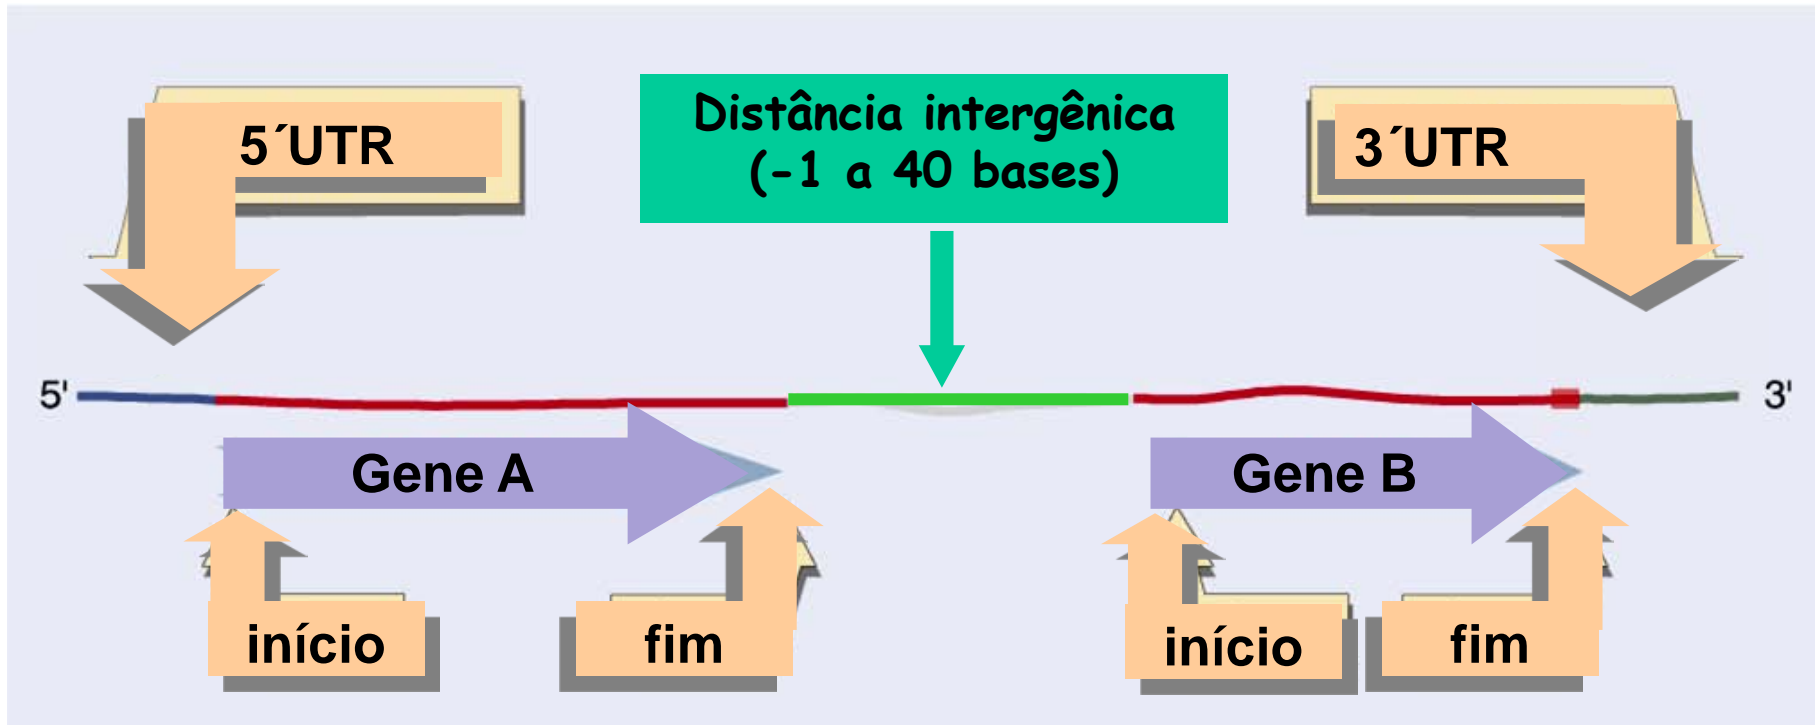 5´UTR
Distância intergênica
(-1 a 40 bases)
3´UTR
5'
3'
Gene A
Gene B
início
fim
início
fim